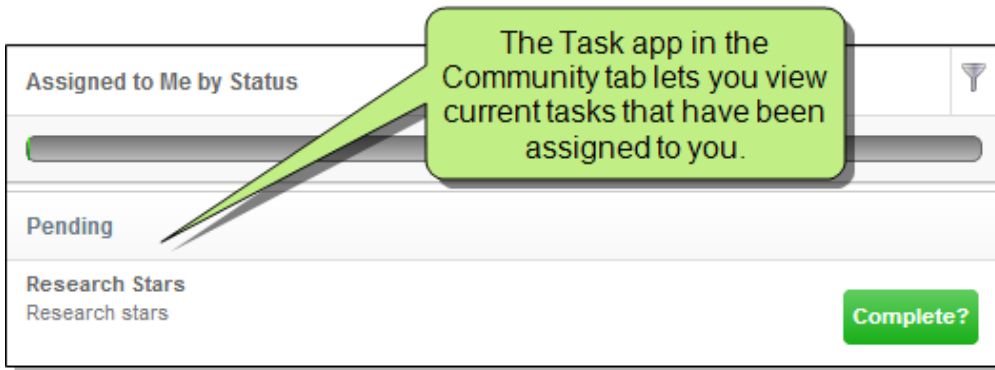 The Task app in the
Community tab lets you view
current tasks that have been
assigned to you.
Assigned to Me by Status
Pending
Research Stars
Research stars
Complete?